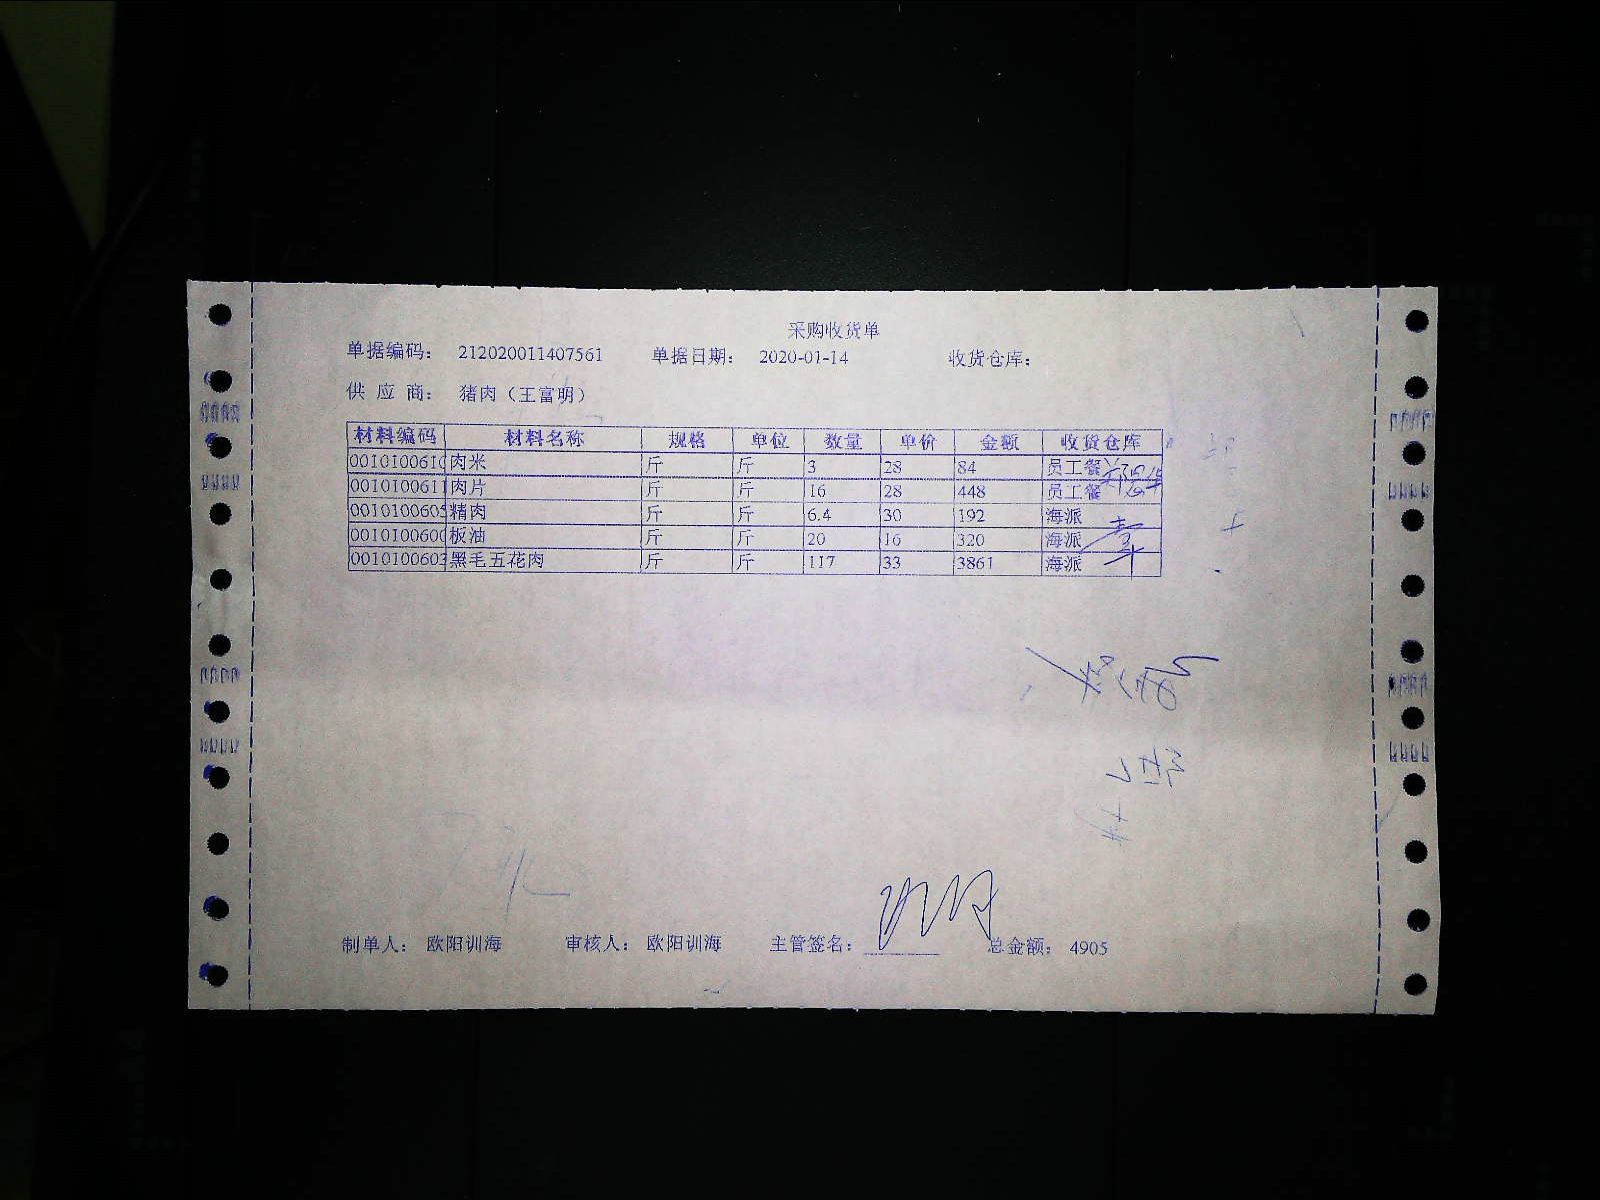 采购收货单
单据编码： 212020011407561 单据日期： 2020-01-14 收货仓库：
供 应 商： 猪肉（王富明）
材料编码 材料名称 规格 单位 数量 单价 金额 收货仓库
001010061 肉米 斤 斤 3 28 84 员工餐
0010100611 肉片 斤 斤 16 28 448 员工餐
001010060 精肉 斤 斤 6.4 30 192 海派
001010060 板油 斤 斤 20 16 320 海派
001010060 黑毛五花肉 斤 斤 117 33 3861 海派
制单人： 欧阳训海 审核人： 欧阳训海 主管签名： 总金额： 4905